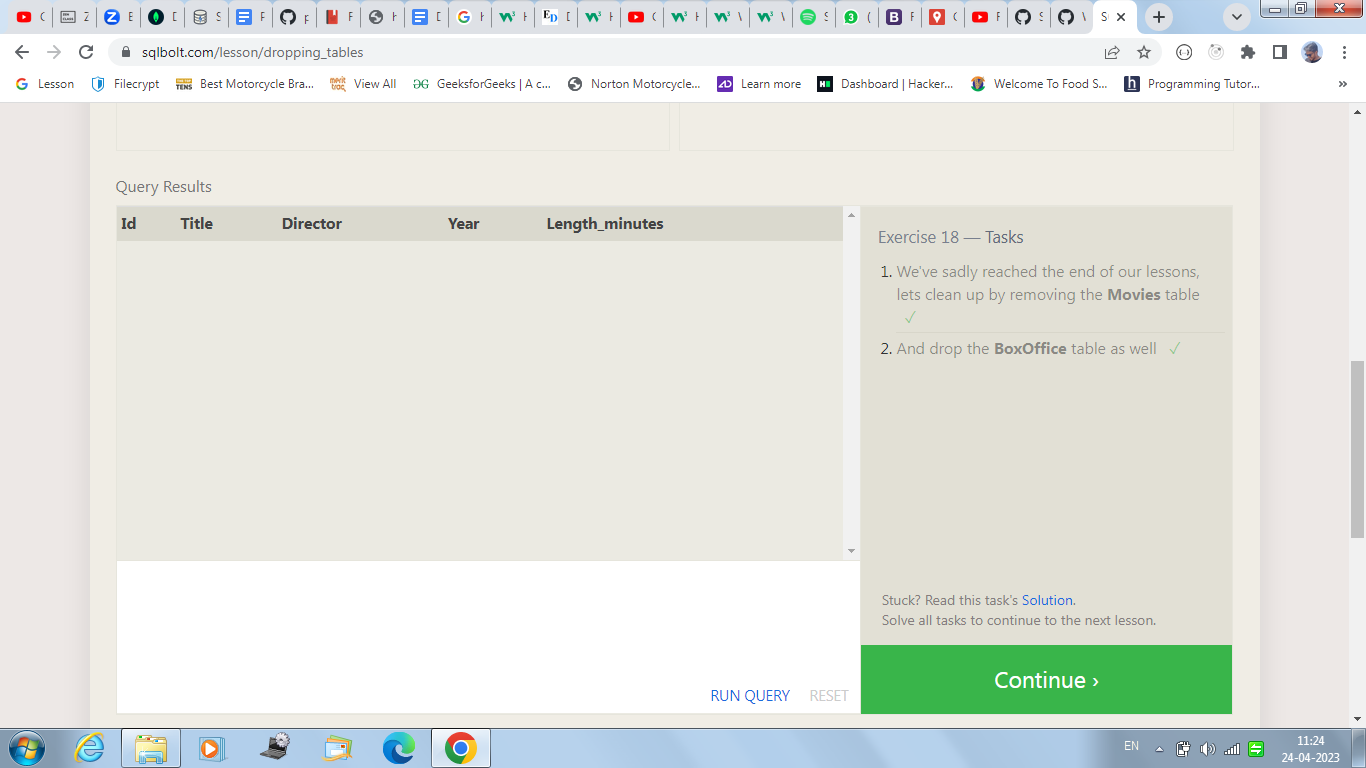 sqlbolt.com/lesson/dropping_tables
Lesson Filecrypt Best Motorcycle Bra... View All GeeksforGeeks | A c... Norton Motorcycle... Learn more Dashboard | Hacker... Welcome To Food S... Programming Tutor... »
Query Results
Id Title Director Year Length_minutes
Exercise 18 — Tasks
1. We've sadly reached the end of our lessons,
lets clean up by removing the Movies table
✓
2. And drop the BoxOffice table as well ✓
Stuck? Read this task's Solution.
Solve all tasks to continue to the next lesson.
RUN QUERY RESET
Continue ›
EN
11:24
24-04-2023